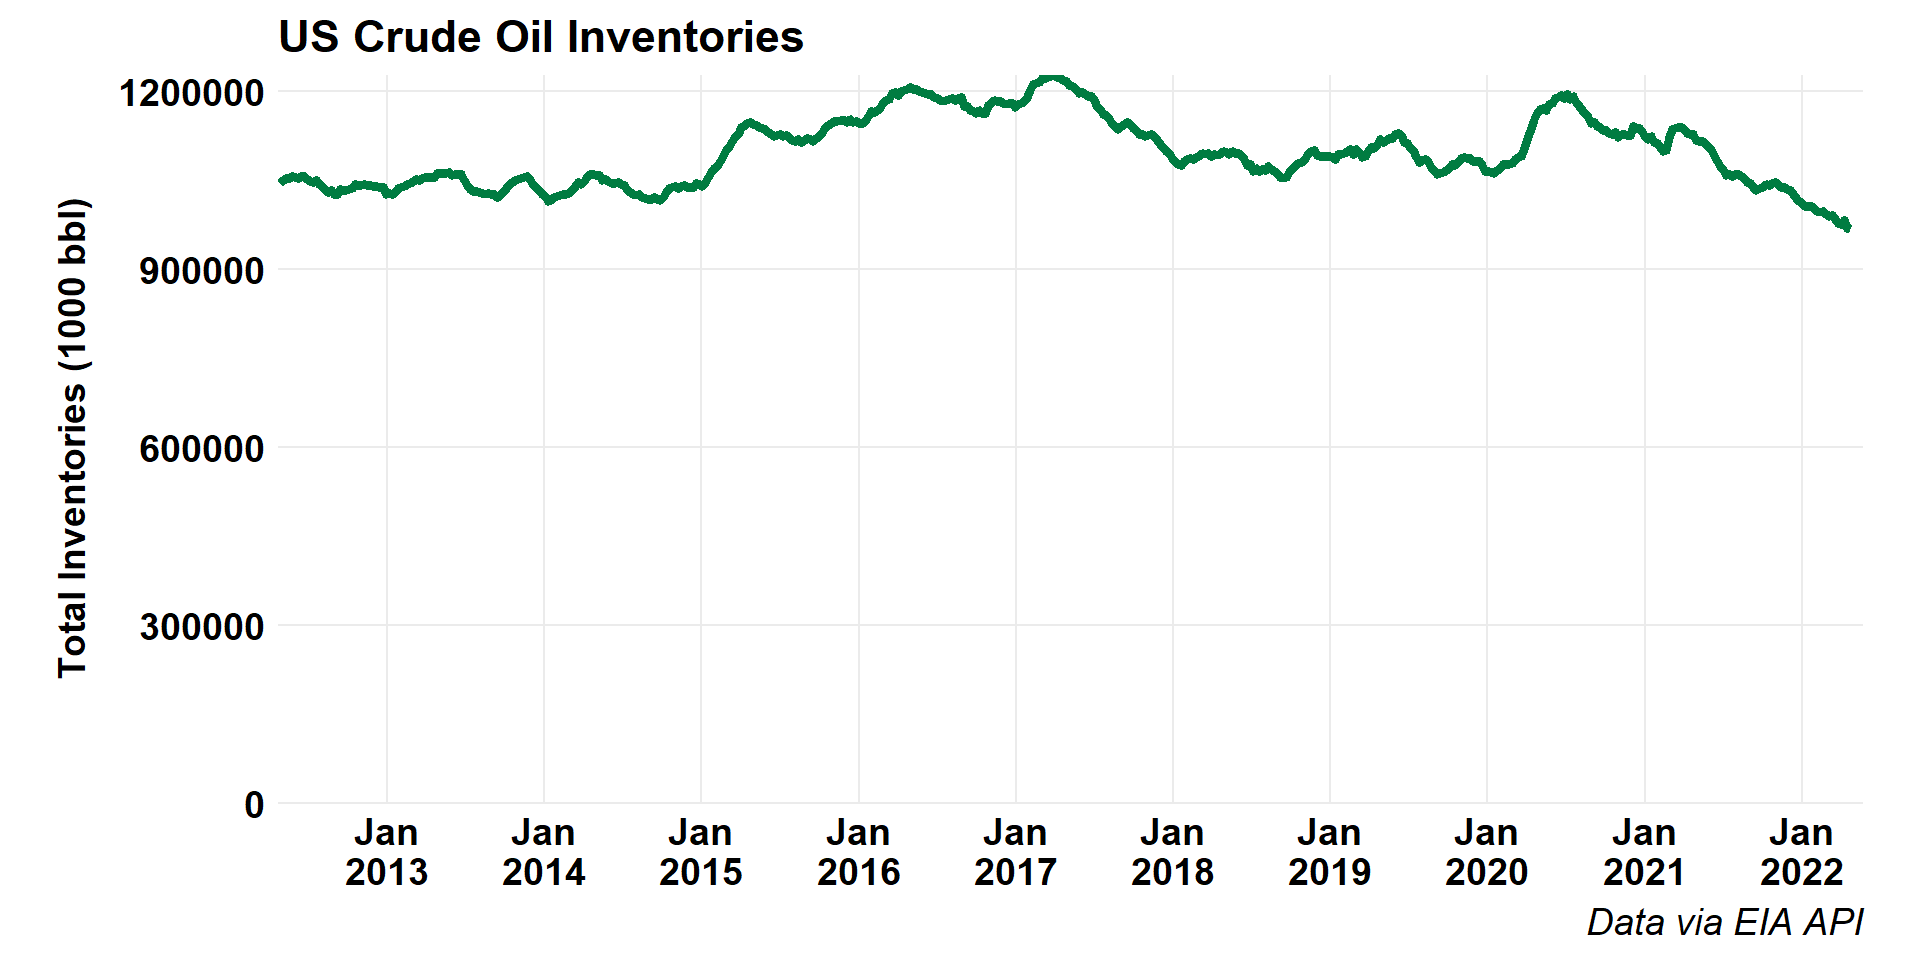 US Crude Oil Inventories
Total Inventories (1000 bbl)
1200000
900000
600000
300000
0
Jan 2013
Jan 2014
Jan 2015
Jan 2016
Jan 2017
Jan 2018
Jan 2019
Jan 2020
Jan 2021
Jan 2022
Data via EIA API